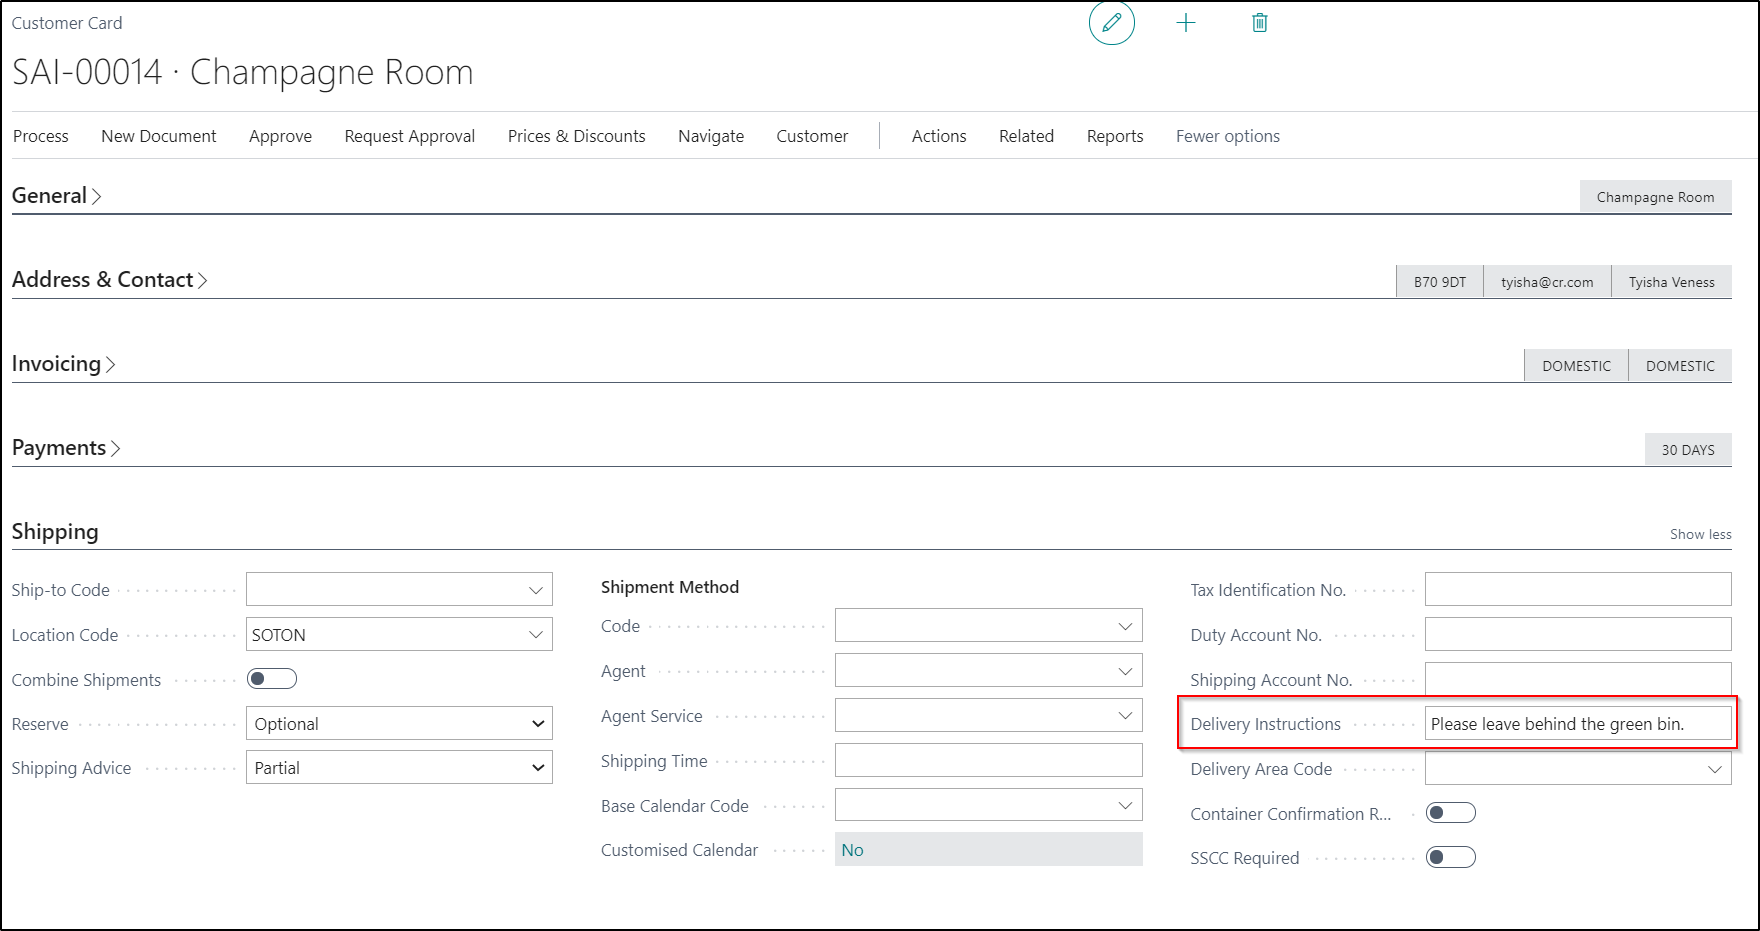 Customer Card
SAI-00014 · Champagne Room
Process New Document Approve Request Approval Prices & Discounts Navigate Customer Actions Related Reports Fewer options
General
Champagne Room
Address & Contact
B70 9DT tyisha@cr.com Tyisha Veness
Invoicing
DOMESTIC DOMESTIC
Payments
30 DAYS
Shipping
Show less
Ship-to Code
Location Code SOTON
Combine Shipments
Reserve Optional
Shipping Advice Partial
Shipment Method
Code
Agent
Agent Service
Shipping Time
Base Calendar Code
Customised Calendar No
Tax Identification No.
Duty Account No.
Shipping Account No.
Delivery Instructions Please leave behind the green bin.
Delivery Area Code
Container Confirmation R...
SSCC Required